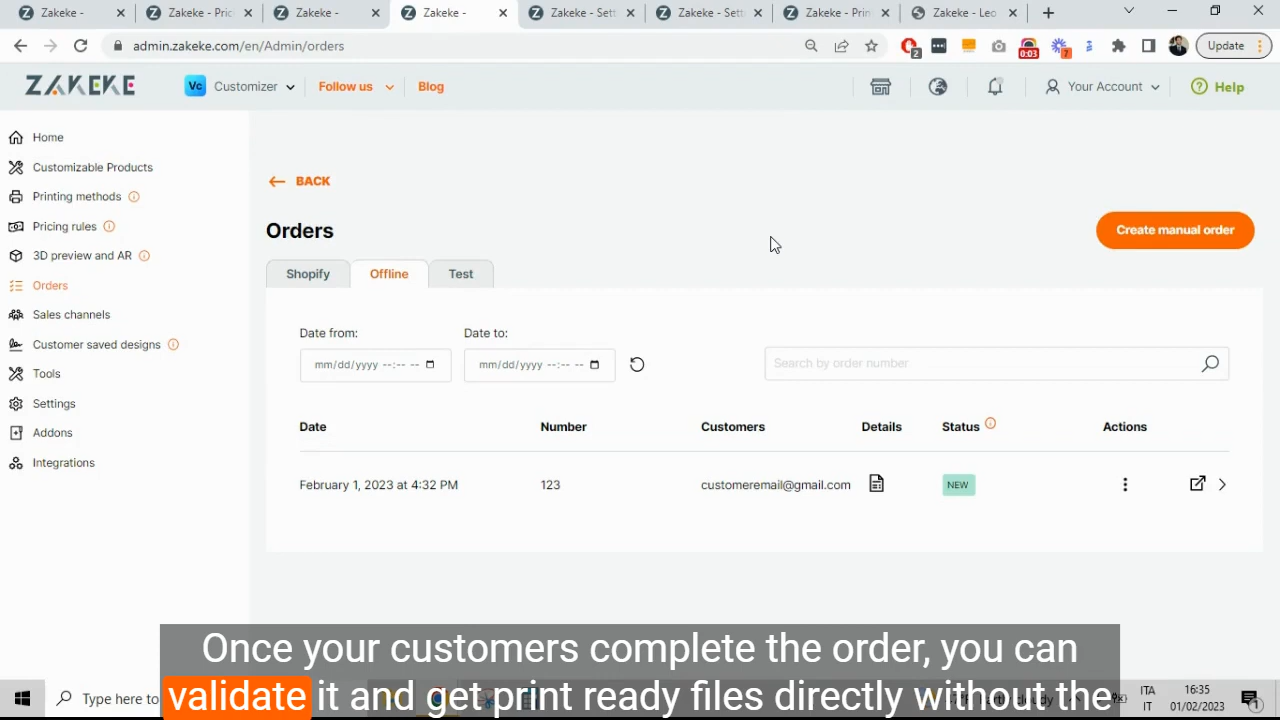 Zakeke -
Zakeke - Pric
Zakeke -
Zakeke -
Zakeke - Sett
Zakeke - Sett
Zakeke - Prin
Zakeke - Leo
admin.zakeke.com/en/Admin/orders
2
0:03
7
Update
ZAKEKE
Vc Customizer
Follow us
Blog
Your Account
Help
Home
Customizable Products
Printing methods
Pricing rules
3D preview and AR
Orders
Sales channels
Customer saved designs
Tools
Settings
Addons
Integrations
BACK
Orders
Create manual order
Shopify Offline Test
Date from: Date to:
mm/dd/yyyy --:-- -- mm/dd/yyyy --:-- -- Search by order number
Date Number Customers Details Status Actions
February 1, 2023 at 4:32 PM 123 customeremail@gmail.com NEW
Once your customers complete the order, you can
validate it and get print ready files directly without the
Type here to
ITA
IT
16:35
01/02/2023
1